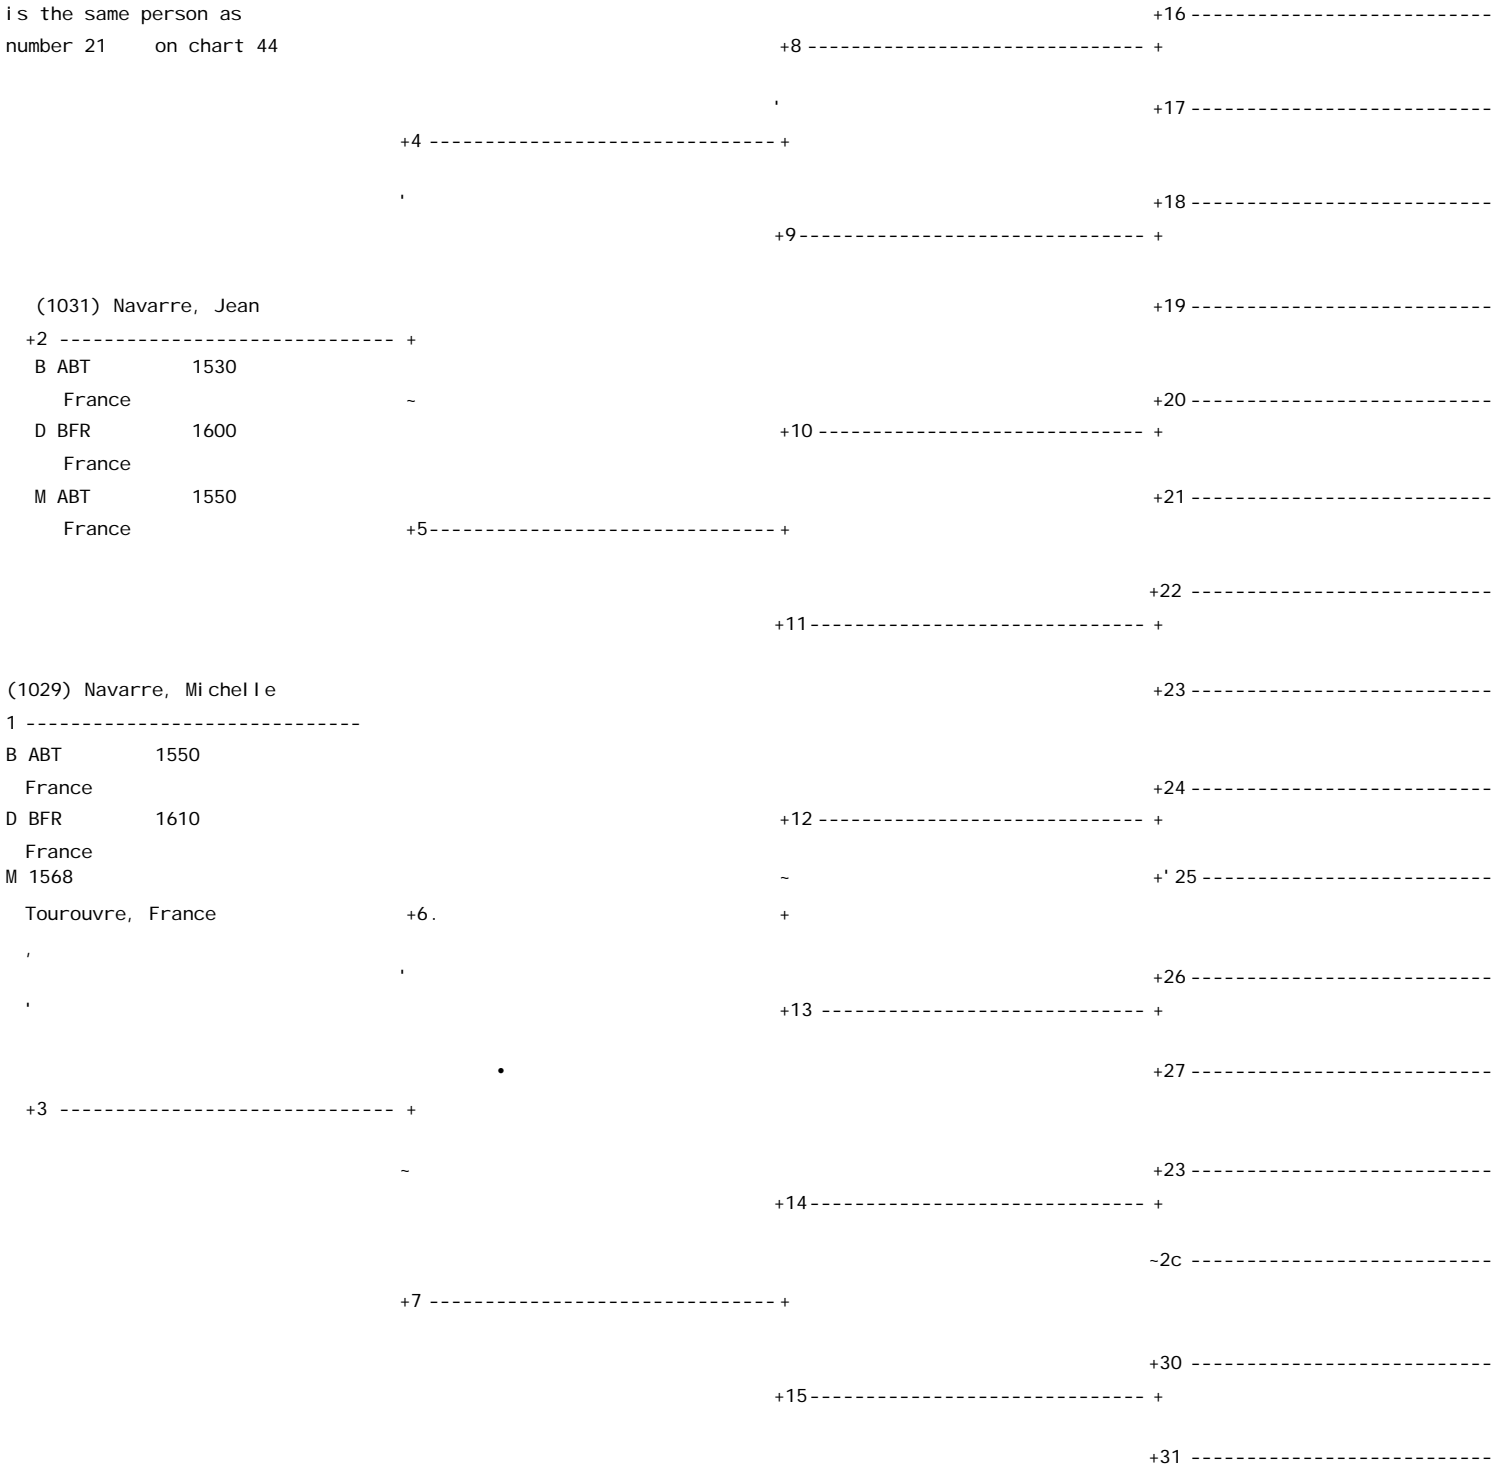 is the same person as
+16 ---------------------------
number 21 on chart 44
+8 ------------------------------ +
'
+17 ---------------------------
+4 ------------------------------- +
'
+18 ---------------------------
+9------------------------------- +
(1031) Navarre, Jean
+19 ---------------------------
+2 ------------------------------ +
B ABT 1530
France ~
+20 ---------------------------
D BFR 1600
+10 ----------------------------- +
France
M ABT 1550
+21 ---------------------------
France
+5------------------------------- +
+22 ---------------------------
+11------------------------------ +
(1029) Navarre, Michelle
+23 ---------------------------
1 ------------------------------
B ABT 1550
France
+24 ---------------------------
D BFR 1610
+12 ----------------------------- +
France
M 1568
~
+'25 --------------------------
Tourouvre, France
+6.
+
,
'
+26 ---------------------------
'
+13 ----------------------------- +
•
+27 ---------------------------
+3 ------------------------------ +
~
+23 ---------------------------
+14------------------------------ +
~2c ---------------------------
+7 ------------------------------- +
+30 ---------------------------
+15------------------------------ +
+31 ---------------------------